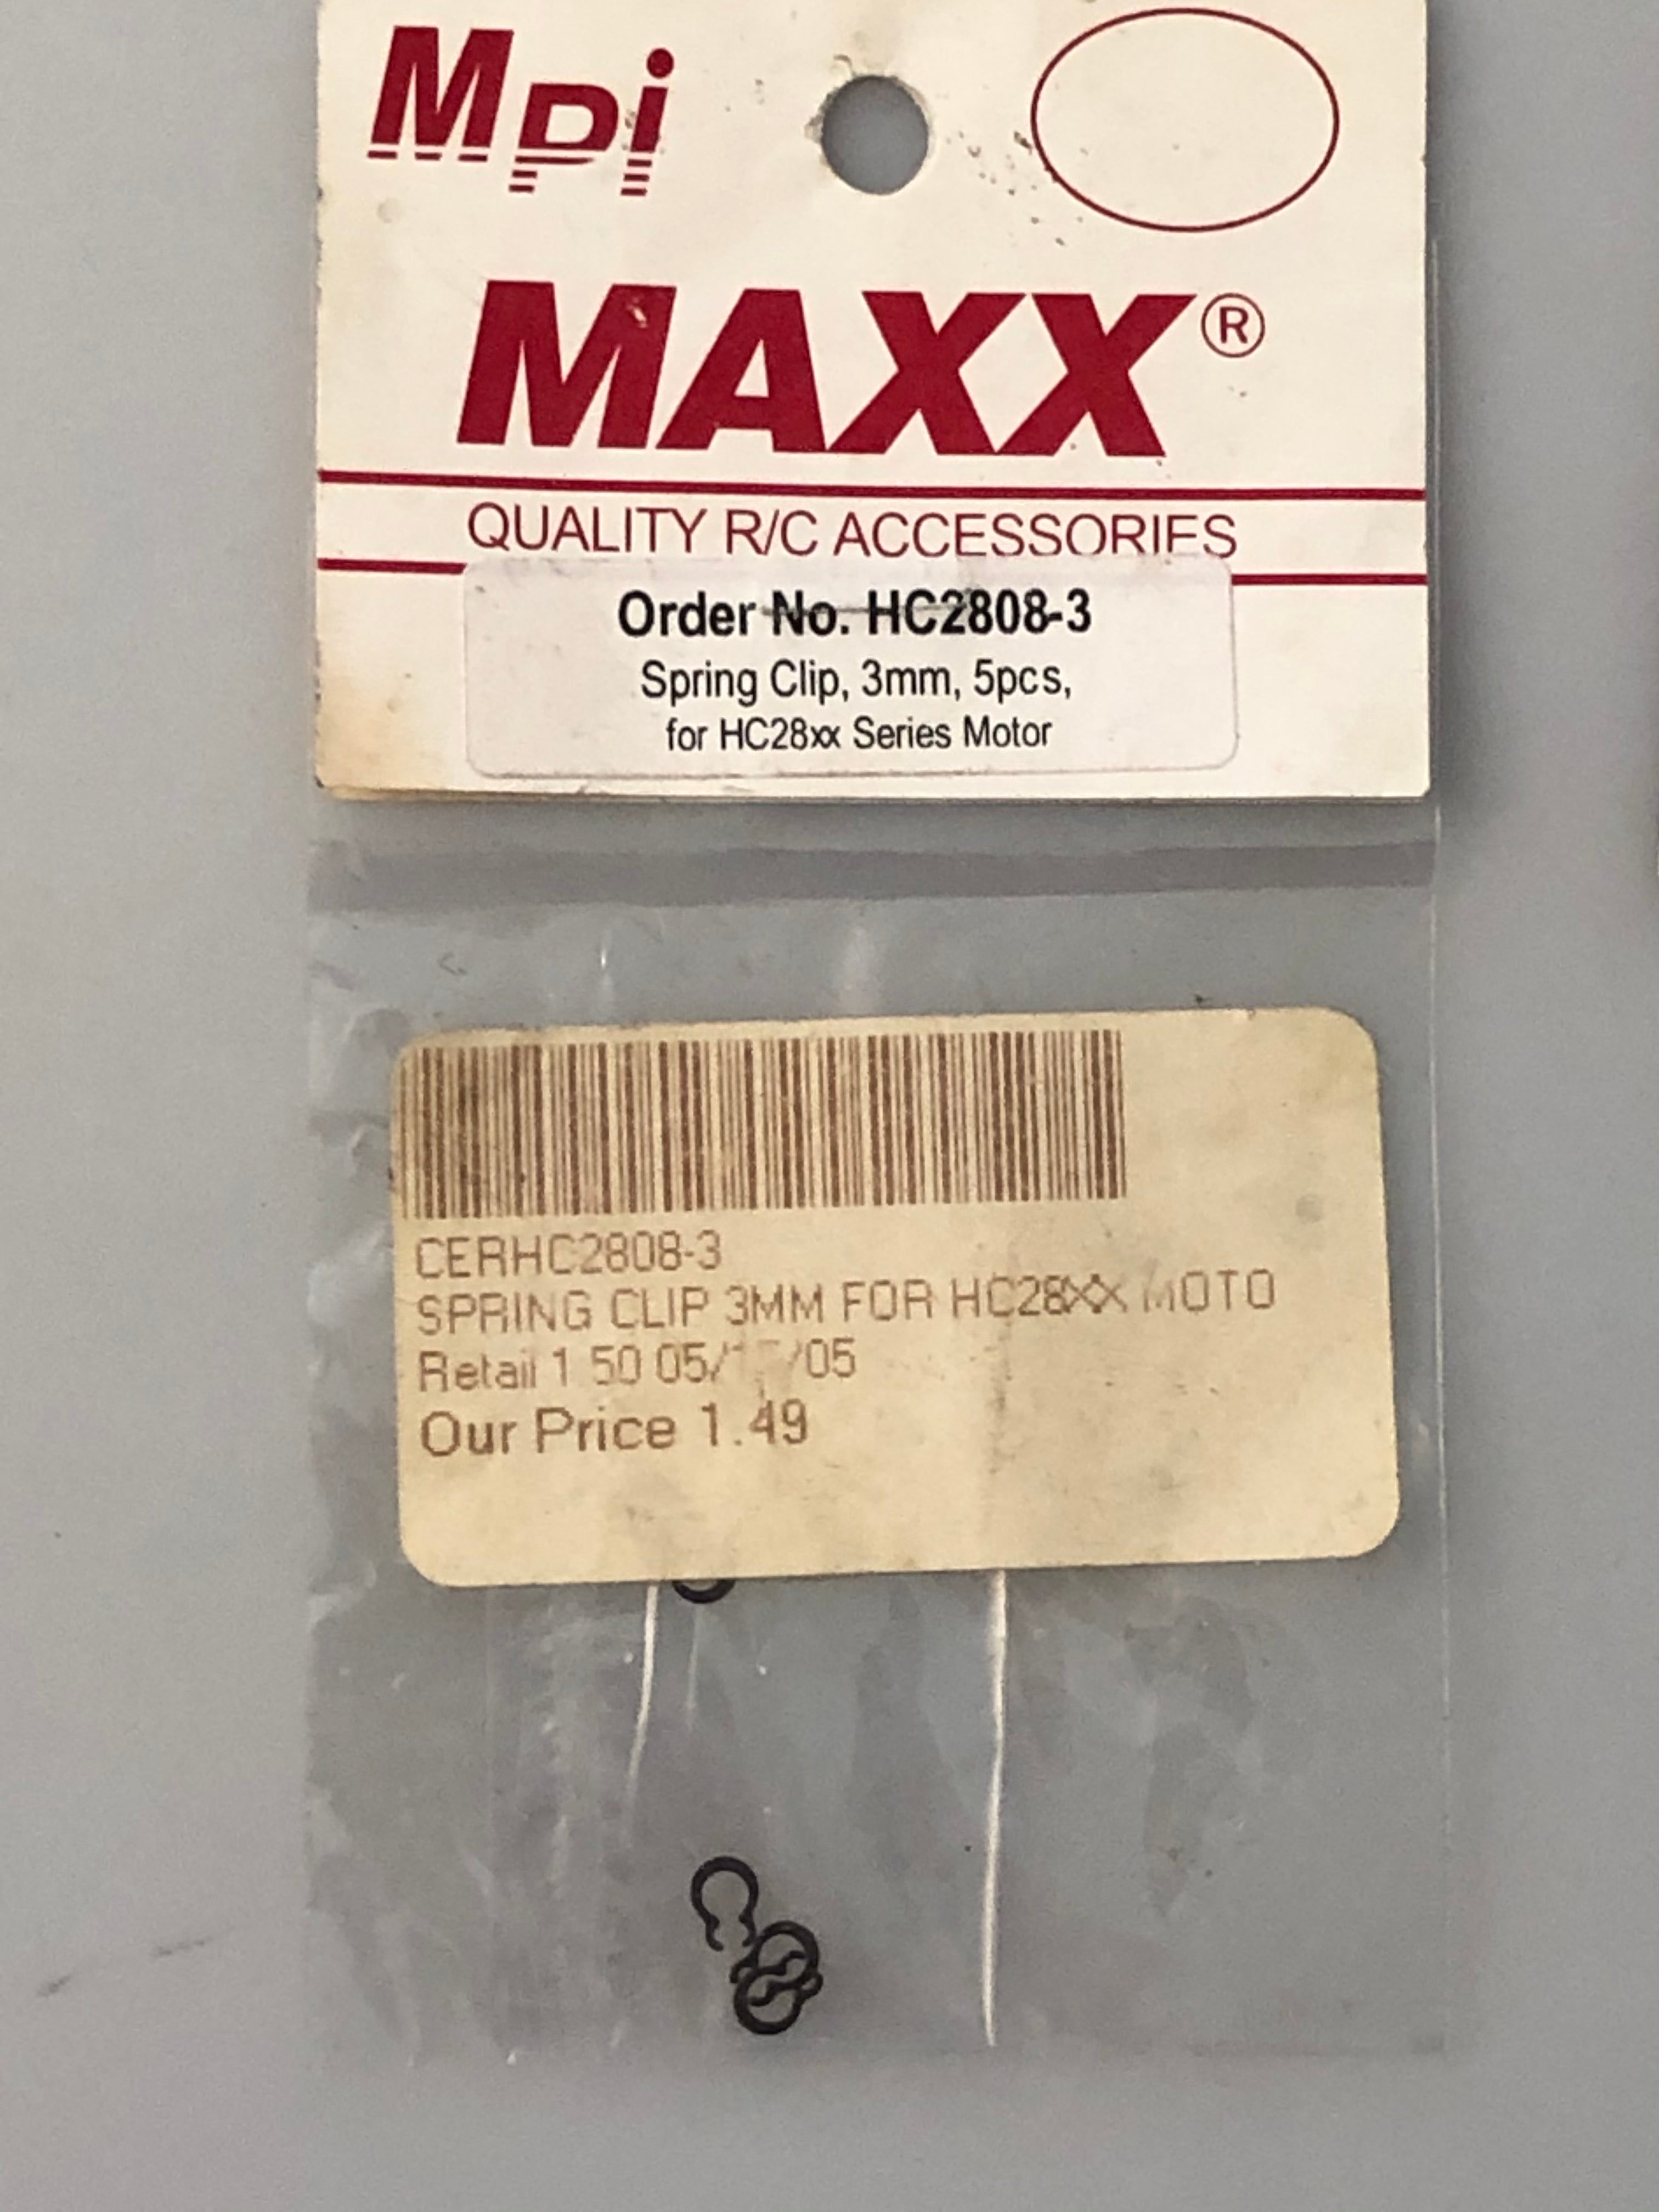 Mpi
MAXX®
QUALITY R/C ACCESSORIES
Order No. HC2808-3
Spring Clip, 3mm, 5pcs,
for HC28xx Series Motor
CERHC2808-3
SPRING CLIP 3MM FOR HC28XX MOTO
Retail 1 50
Our Price 1.49